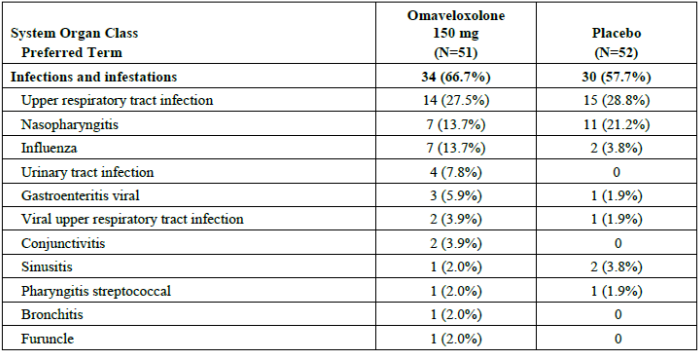 System Organ Class
Preferred Term
Omaveloxolone
150 mg
(N=51)
Placebo
(N=52)
Infections and infestations 34 (66.7%) 30 (57.7%)
Upper respiratory tract infection 14 (27.5%) 15 (28.8%)
Nasopharyngitis 7 (13.7%) 11 (21.2%)
Influenza 7 (13.7%) 2 (3.8%)
Urinary tract infection 4 (7.8%) 0
Gastroenteritis viral 3 (5.9%) 1 (1.9%)
Viral upper respiratory tract infection 2 (3.9%) 1 (1.9%)
Conjunctivitis 2 (3.9%) 0
Sinusitis 1 (2.0%) 2 (3.8%)
Pharyngitis streptococcal 1 (2.0%) 1 (1.9%)
Bronchitis 1 (2.0%) 0
Furuncle 1 (2.0%) 0